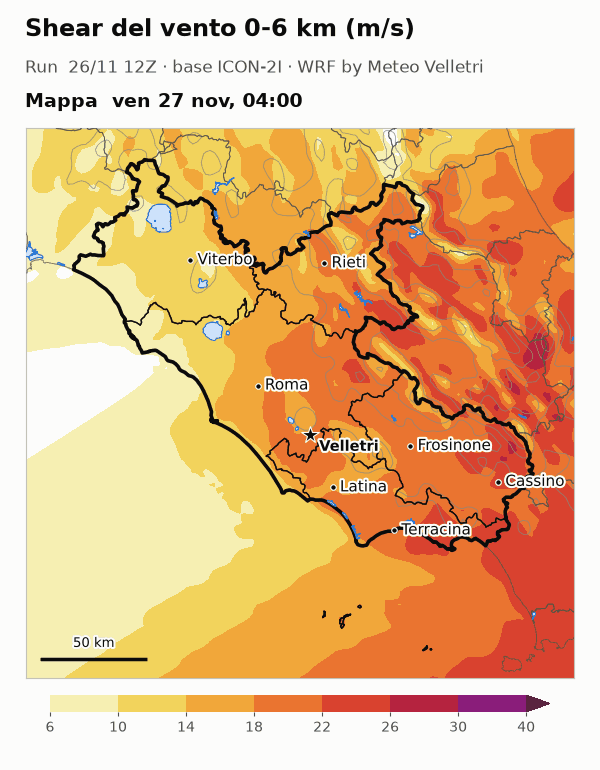 Shear del vento 0-6 km (m/s)
Run  26/11 12Z · base ICON-2I · WRF by Meteo Velletri
Mappa  ven 27 nov, 04:00
Viterbo
Rieti
Roma
Velletri
Frosinone
Cassino
Latina
Terracina
50 km
6 10 14 18 22 26 30 40